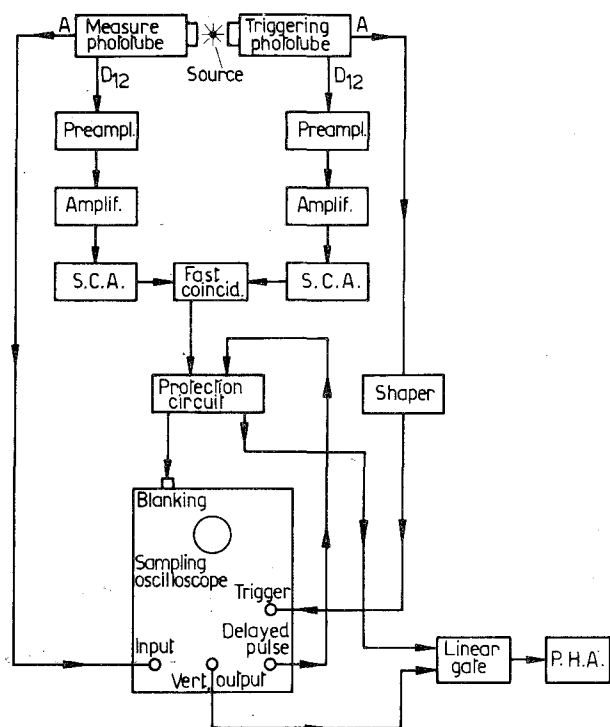 A
Measure
phototube
Source
Triggering
phototube
A
D12
D12
Preampl.
Preampl.
Amplif.
Amplif.
S.C.A.
Fast
coincid.
S.C.A.
Protection
circuit
Shaper
Blanking
Sampling
oscilloscope
Trigger
Input
Delayed
pulse
Vert. output
Linear
gate
P.H.A.